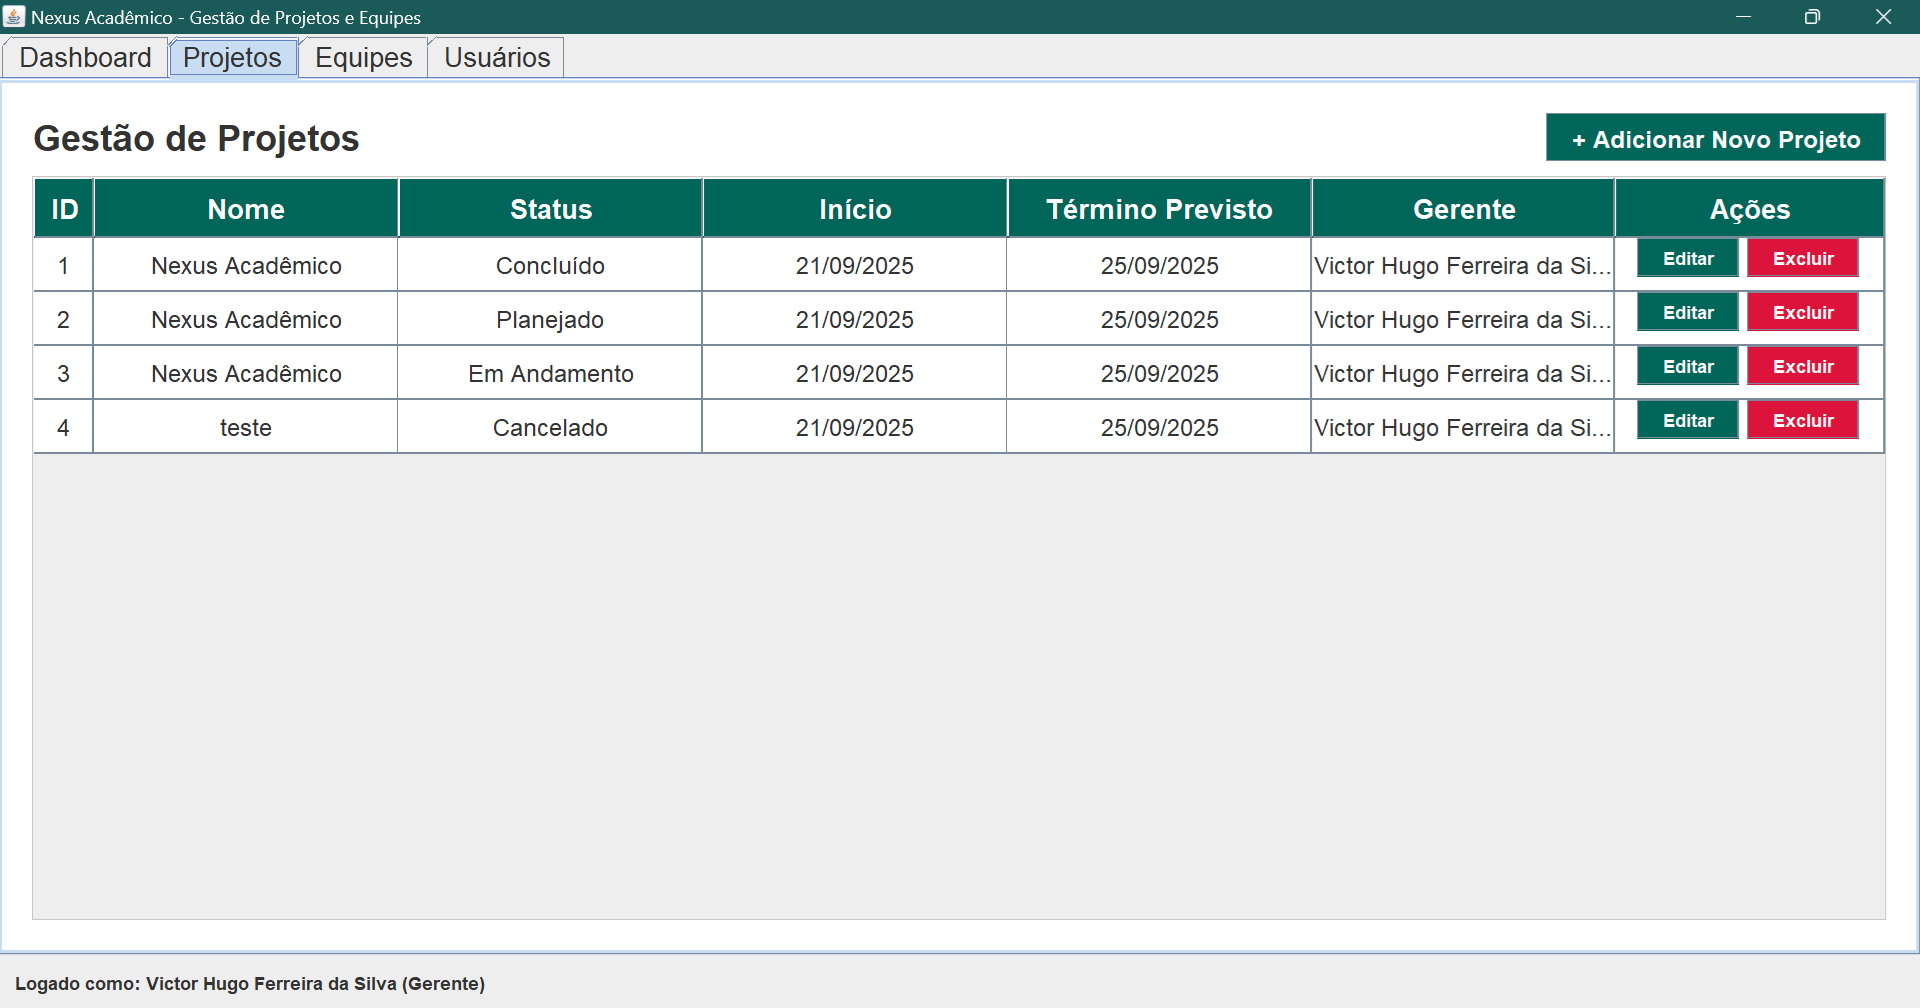 Nexus Acadêmico - Gestão de Projetos e Equipes
Dashboard Projetos Equipes Usuários
Gestão de Projetos + Adicionar Novo Projeto
ID Nome Status Início Término Previsto Gerente Ações
1 Nexus Acadêmico Concluído 21/09/2025 25/09/2025 Victor Hugo Ferreira da Si... Editar Excluir
2 Nexus Acadêmico Planejado 21/09/2025 25/09/2025 Victor Hugo Ferreira da Si... Editar Excluir
3 Nexus Acadêmico Em Andamento 21/09/2025 25/09/2025 Victor Hugo Ferreira da Si... Editar Excluir
4 teste Cancelado 21/09/2025 25/09/2025 Victor Hugo Ferreira da Si... Editar Excluir
Logado como: Victor Hugo Ferreira da Silva (Gerente)